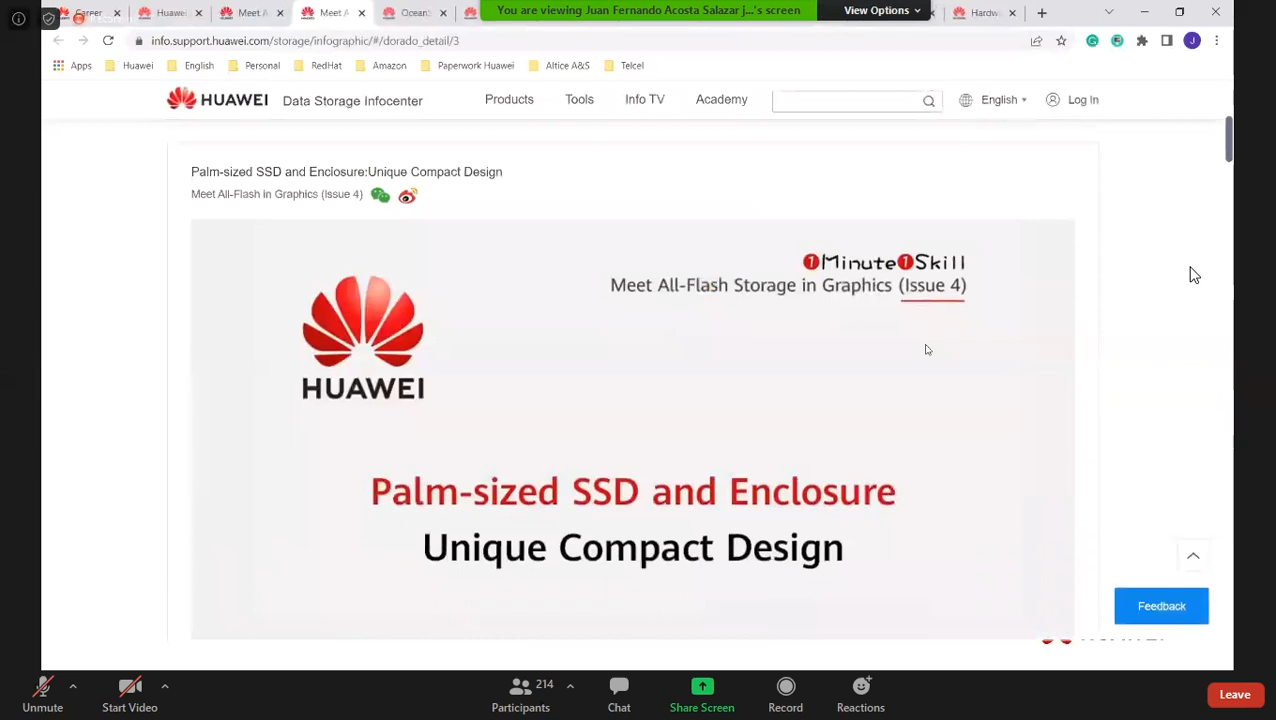 Career
Huawei
Meet A
Meet A
Ocean
You are viewing Juan Fernando Acosta Salazar j...'s screen
View Options
Hardw
info.support.huawei.com/storage/infographic/#/dorado_detail/3
J
Apps
Huawei
English
Personal
RedHat
Amazon
Paperwork Huawei
Altice A&S
Telcel
HUAWEI
Data Storage Infocenter
Products
Tools
Info TV
Academy
English
Log In
Palm-sized SSD and Enclosure:Unique Compact Design
Meet All-Flash in Graphics (Issue 4)
1Minute1Skill
Meet All-Flash Storage in Graphics (Issue 4)
HUAWEI
Palm-sized SSD and Enclosure
Unique Compact Design
Feedback
HUAWEI
Unmute
Start Video
214
Participants
Chat
Share Screen
Record
Reactions
Leave